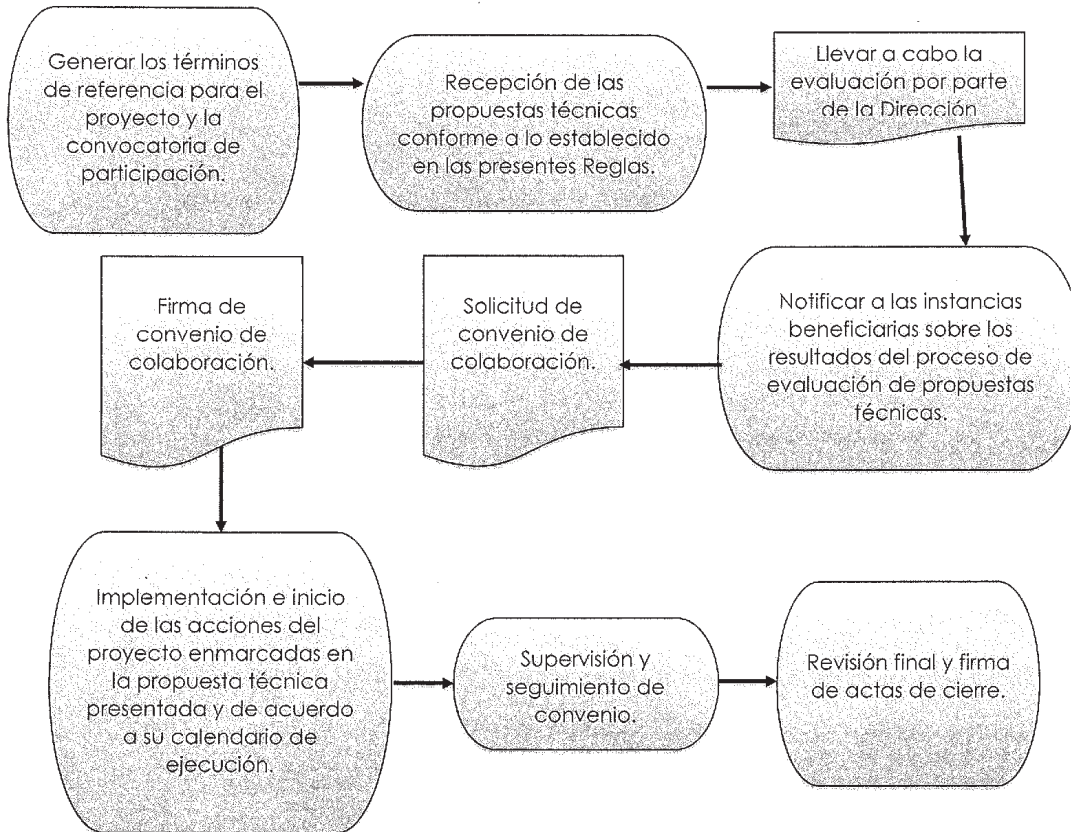 Generar los términos
de referencia para el
proyecto y la
convocatoria de
participación.
Recepción de las
propuestas técnicas
conforme a lo establecido
en las presentes Reglas.
Llevar a cabo la
evaluación por parte
de la Dirección
Notificar a las instancias
beneficiarias sobre los
resultados del proceso de
evaluación de propuestas
técnicas.
Solicitud de
convenio de
colaboración.
Firma de
convenio de
colaboración.
Implementación e inicio
de las acciones del
proyecto enmarcadas en
la propuesta técnica
presentada y de acuerdo
a su calendario de
ejecución.
Supervisión y
seguimiento de
convenio.
Revisión final y firma
de actas de cierre.